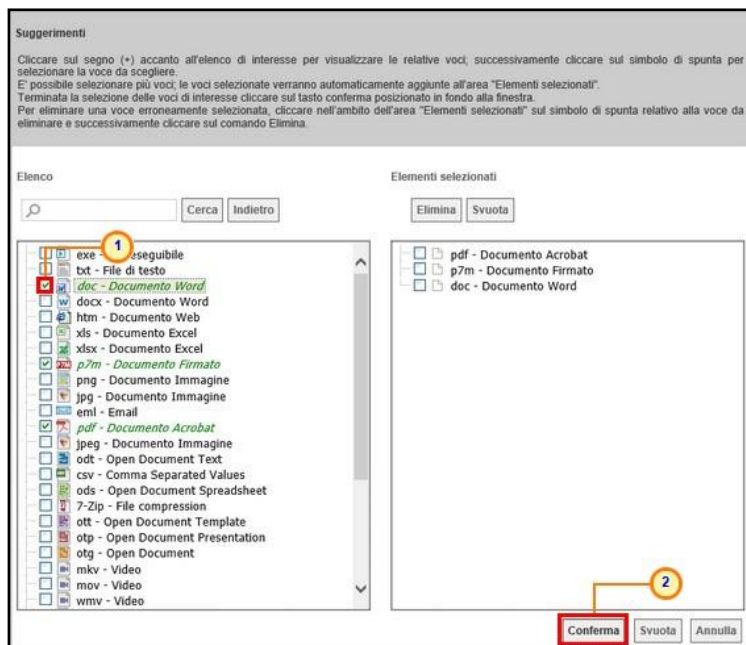 Suggerimenti
Cliccare sul segno (+) accanto all'elenco di interesse per visualizzare le relative voci; successivamente cliccare sul simbolo di spunta per
selezionare la voce da scegliere.
E' possibile selezionare più voci; le voci selezionate verranno automaticamente aggiunte all'area "Elementi selezionati".
Terminata la selezione delle voci di interesse cliccare sul tasto conferma posizionato in fondo alla finestra.
Per eliminare una voce erroneamente selezionata, cliccare nell'ambito dell'area "Elementi selezionati" sul simbolo di spunta relativo alla voce da
eliminare e successivamente cliccare sul comando Elimina.
Elenco
Cerca Indietro
1
exe - eseguibile
txt - File di testo
doc - Documento Word
docx - Documento Word
htm - Documento Web
xls - Documento Excel
xlsx - Documento Excel
p7m - Documento Firmato
png - Documento Immagine
jpg - Documento Immagine
eml - Email
pdf - Documento Acrobat
jpeg - Documento Immagine
odt - Open Document Text
csv - Comma Separated Values
ods - Open Document Spreadsheet
7-Zip - File compression
ott - Open Document Template
otp - Open Document Presentation
otg - Open Document
mkv - Video
mov - Video
wmv - Video
Elementi selezionati
Elimina Svuota
pdf - Documento Acrobat
p7m - Documento Firmato
doc - Documento Word
2
Conferma Svuota Annulla